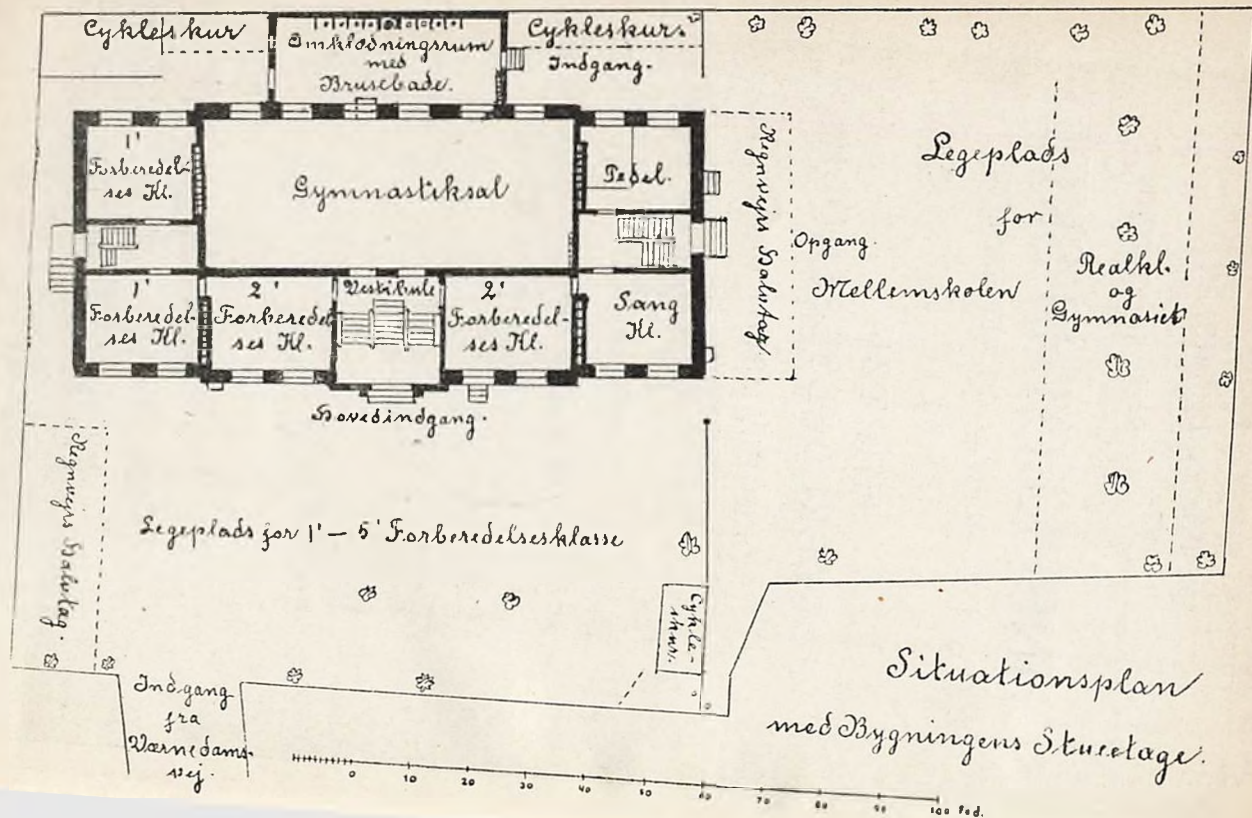 Cykleskur
Omklædningsrum
med
Brusebade.
Cykleskur.
Indgang.
1'
Forberedel-
ses Kl.
Gymnastiksal
Pedel.
Regnvejrs Halvtag
Legeplads
for
Mellemskolen
Opgang.
Realkl.
og
Gymnasiet
1'
Forberedel-
ses Kl.
2'
Forberedel
ses Kl.
Vestibule
2'
Forberedel-
ses Kl.
Sang
Kl.
Hovedindgang.
Regnvejrs Halvtag.
Legeplads for 1' – 5' Forberedelsesklasse
Cykle-
skur.
Indgang
fra
Værnedams-
vej.
Situationsplan
med Bygningens Stueetage.
0 10 20 30 40 50 60 70 80 90 100 Fod.